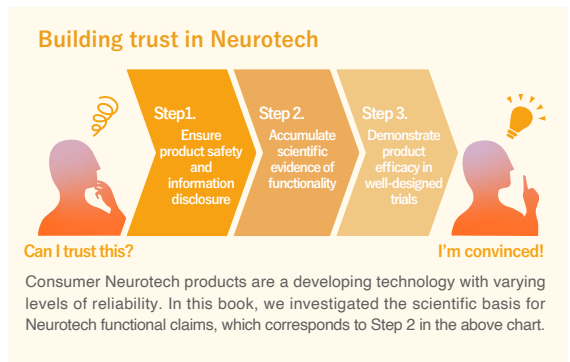 Building trust in Neurotech
Step1.
Ensure
product safety
and
information
disclosure
Step 2.
Accumulate
scientific
evidence of
functionality
Step 3.
Demonstrate
product
efficacy in
well-designed
trials
Can I trust this?
I'm convinced!
Consumer Neurotech products are a developing technology with varying
levels of reliability. In this book, we investigated the scientific basis for
Neurotech functional claims, which corresponds to Step 2 in the above chart.